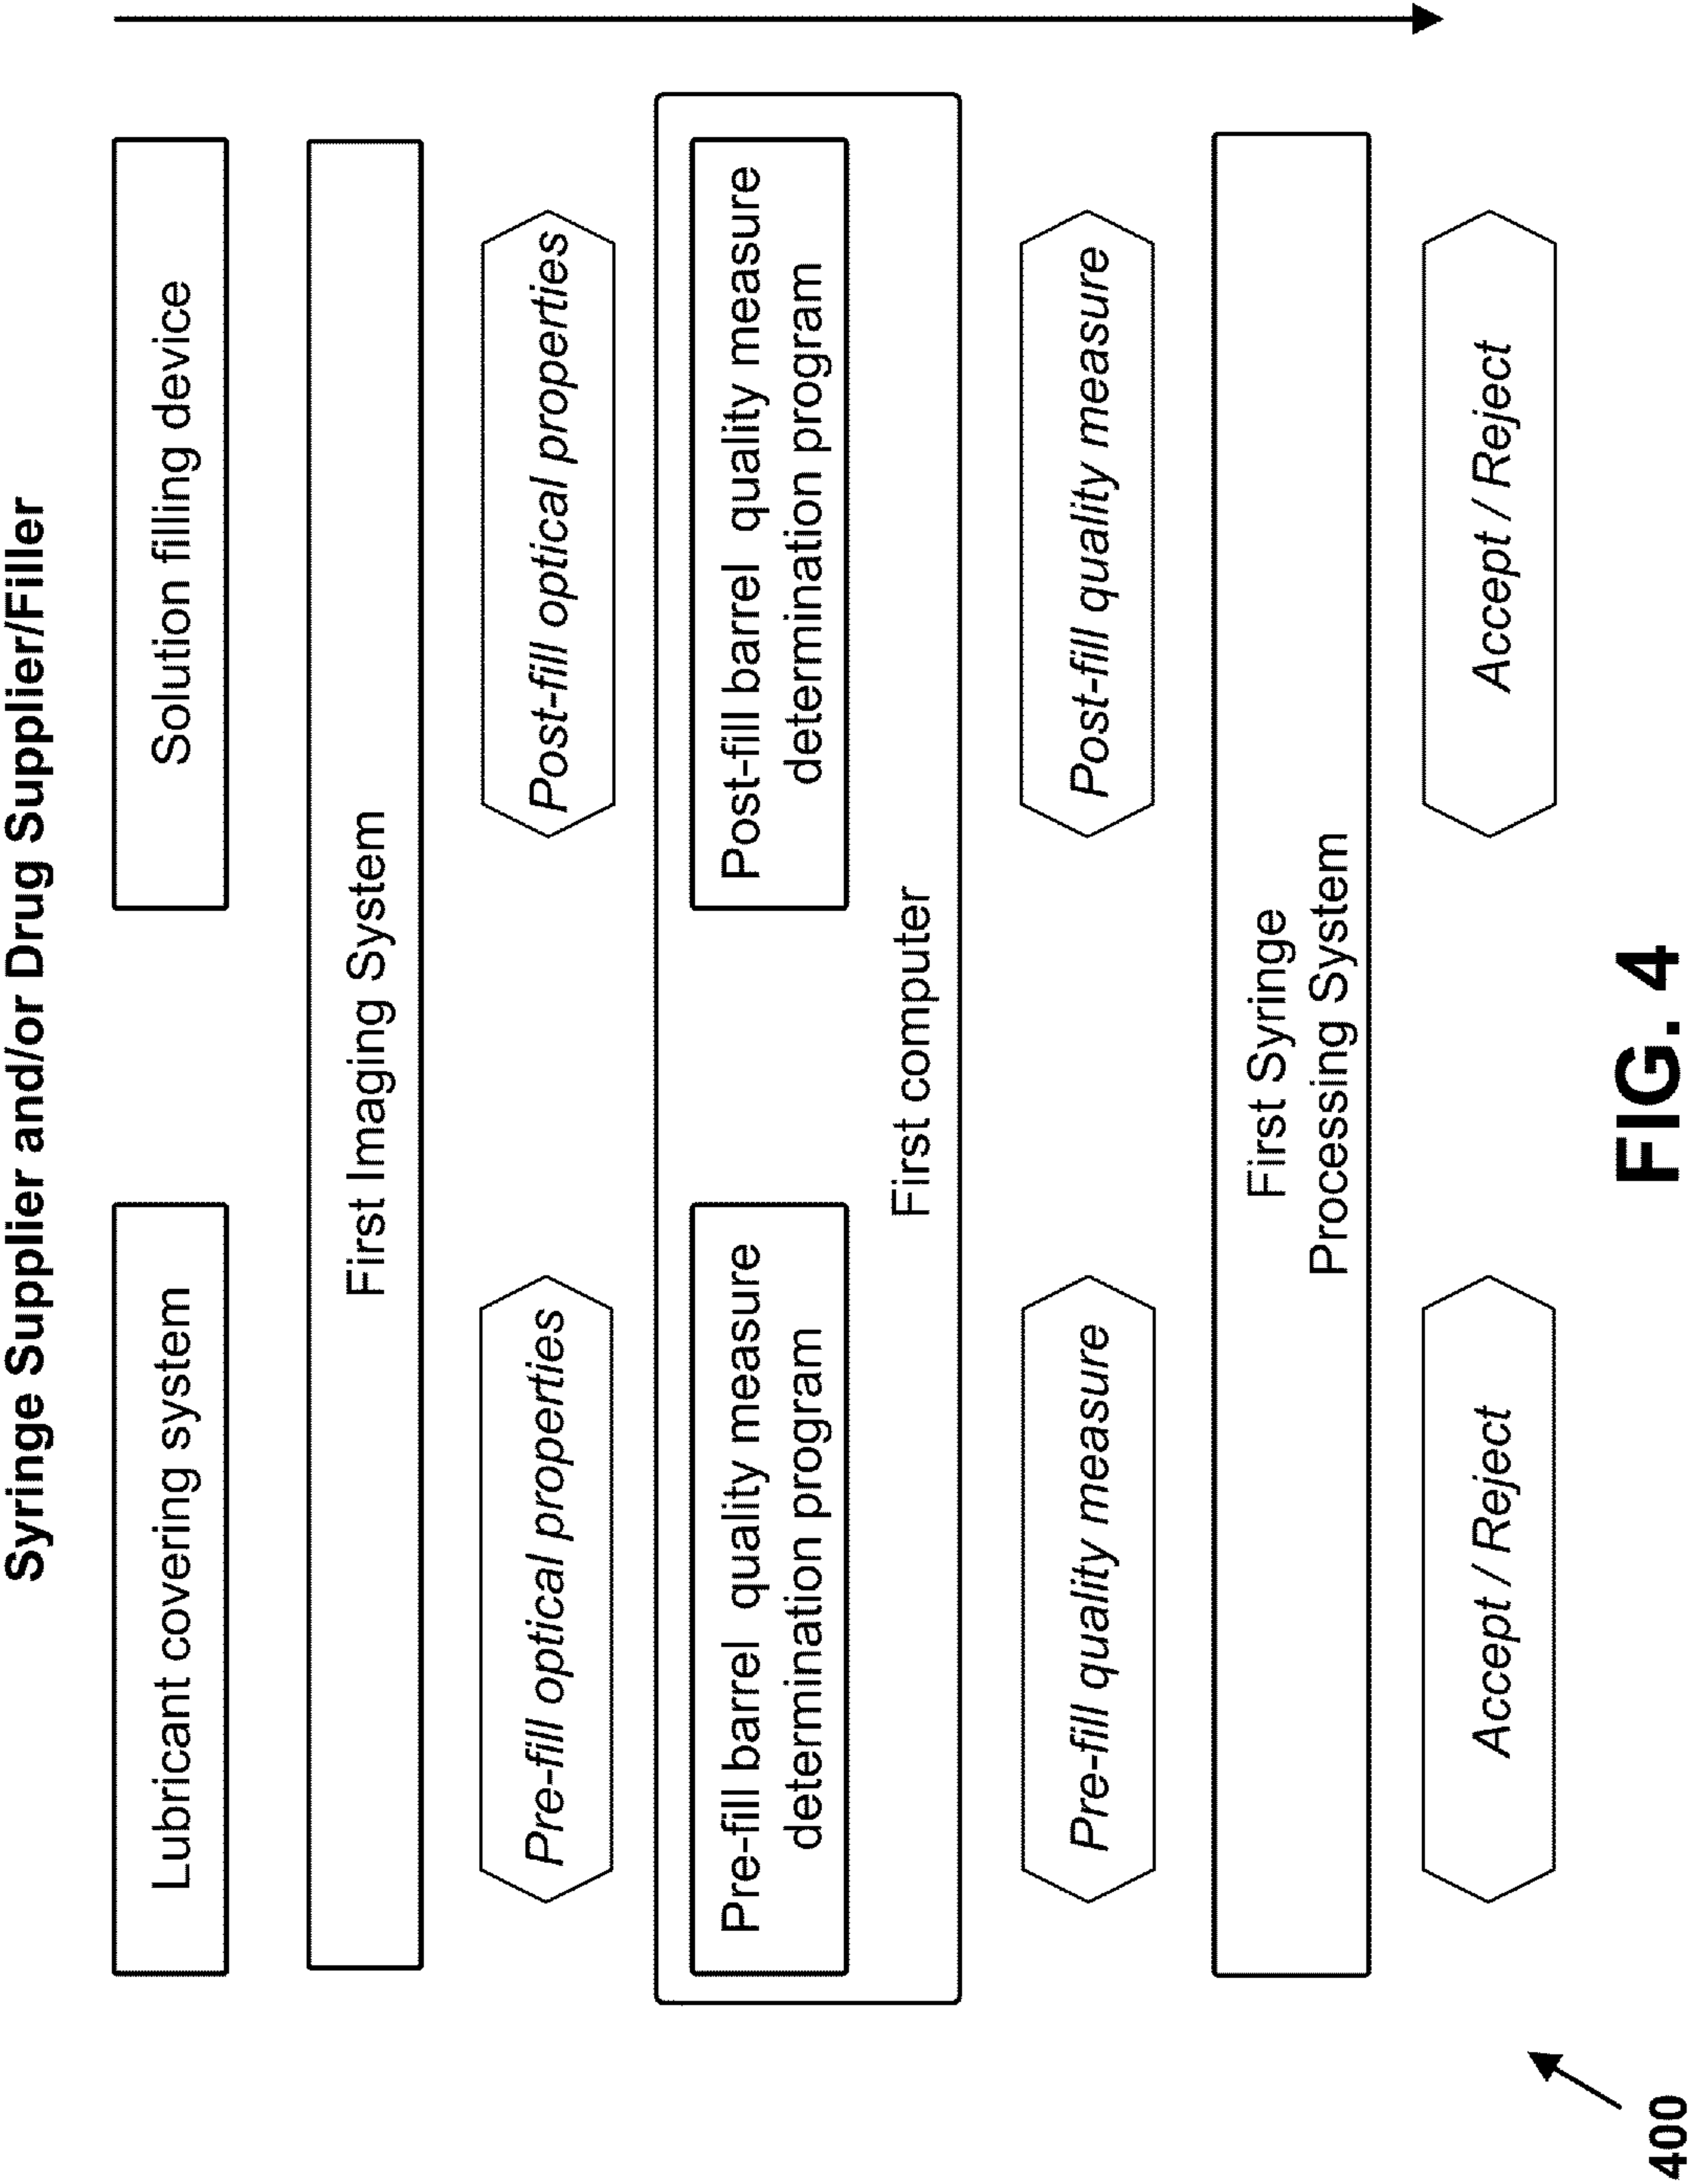 Syringe Supplier and/or Drug Supplier/Filler
Lubricant covering system
Solution filling device
First Imaging System
Pre-fill optical properties
Post-fill optical properties
Pre-fill barrel quality measure
determination program
Post-fill barrel quality measure
determination program
First computer
Pre-fill quality measure
Post-fill quality measure
First Syringe
Processing System
Accept / Reject
Accept / Reject
400
FIG. 4